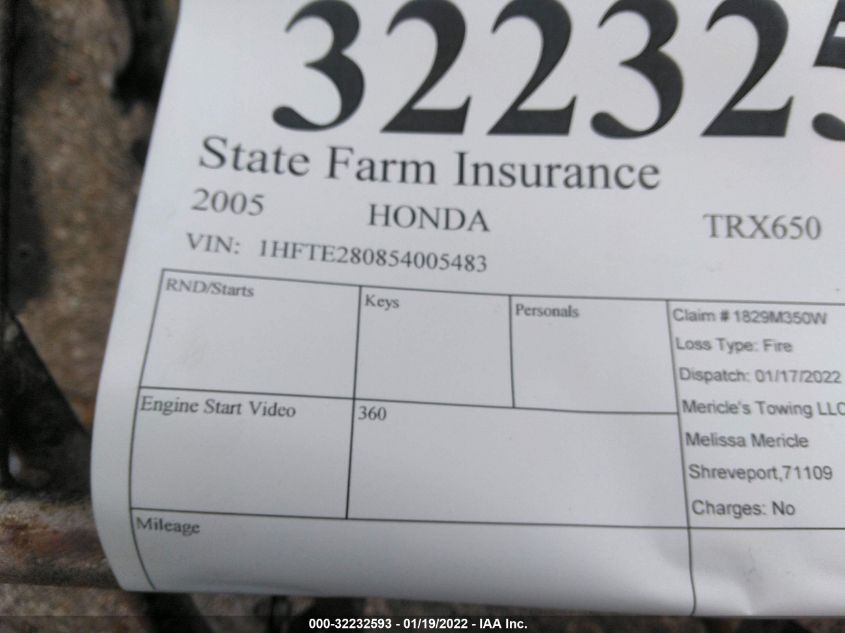 322325
State Farm Insurance
2005 HONDA TRX650
VIN: 1HFTE280854005483
RND/Starts
Keys
Personals
Claim # 1829M350W
Loss Type: Fire
Dispatch: 01/17/2022
Mericle's Towing LLC
Melissa Mericle
Shreveport,71109
Charges: No
Engine Start Video
360
Mileage
000-32232593 - 01/19/2022 - IAA Inc.